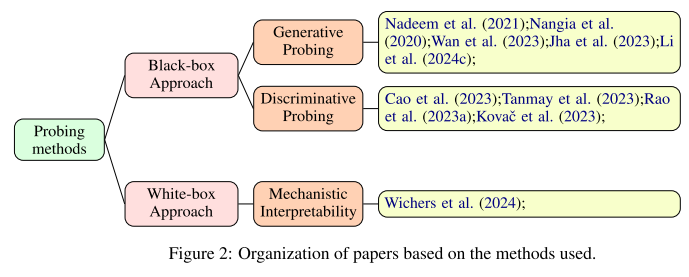 Probing
methods
Black-box
Approach
Generative
Probing
Nadeem et al. (2021);Nangia et al.
(2020);Wan et al. (2023);Jha et al. (2023);Li
et al. (2024c);
Discriminative
Probing
Cao et al. (2023);Tanmay et al. (2023);Rao
et al. (2023a);Kovač et al. (2023);
White-box
Approach
Mechanistic
Interpretability
Wichers et al. (2024);
Figure 2: Organization of papers based on the methods used.